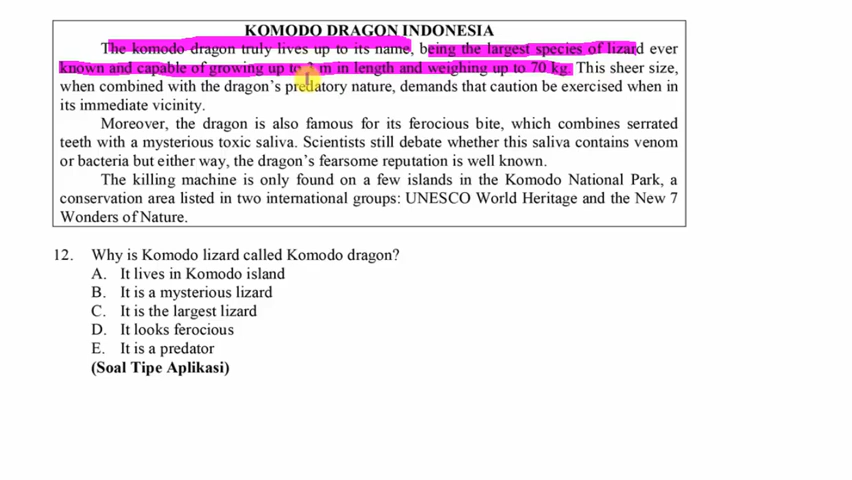 KOMODO DRAGON INDONESIA
The komodo dragon truly lives up to its name, being the largest species of lizard ever
known and capable of growing up to 3 m in length and weighing up to 70 kg. This sheer size,
when combined with the dragon's predatory nature, demands that caution be exercised when in
its immediate vicinity.
Moreover, the dragon is also famous for its ferocious bite, which combines serrated
teeth with a mysterious toxic saliva. Scientists still debate whether this saliva contains venom
or bacteria but either way, the dragon's fearsome reputation is well known.
The killing machine is only found on a few islands in the Komodo National Park, a
conservation area listed in two international groups: UNESCO World Heritage and the New 7
Wonders of Nature.
12. Why is Komodo lizard called Komodo dragon?
A. It lives in Komodo island
B. It is a mysterious lizard
C. It is the largest lizard
D. It looks ferocious
E. It is a predator
(Soal Tipe Aplikasi)